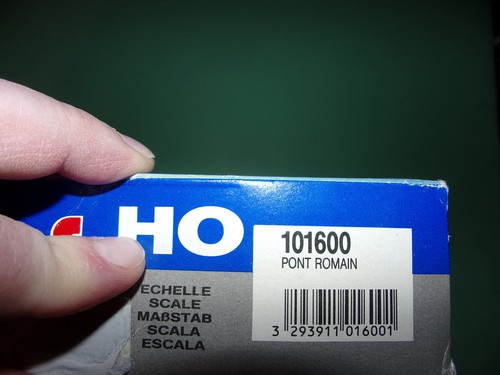 HO
101600
PONT ROMAIN
ECHELLE
SCALE
MAßSTAB
SCALA
ESCALA
3 293911 016001